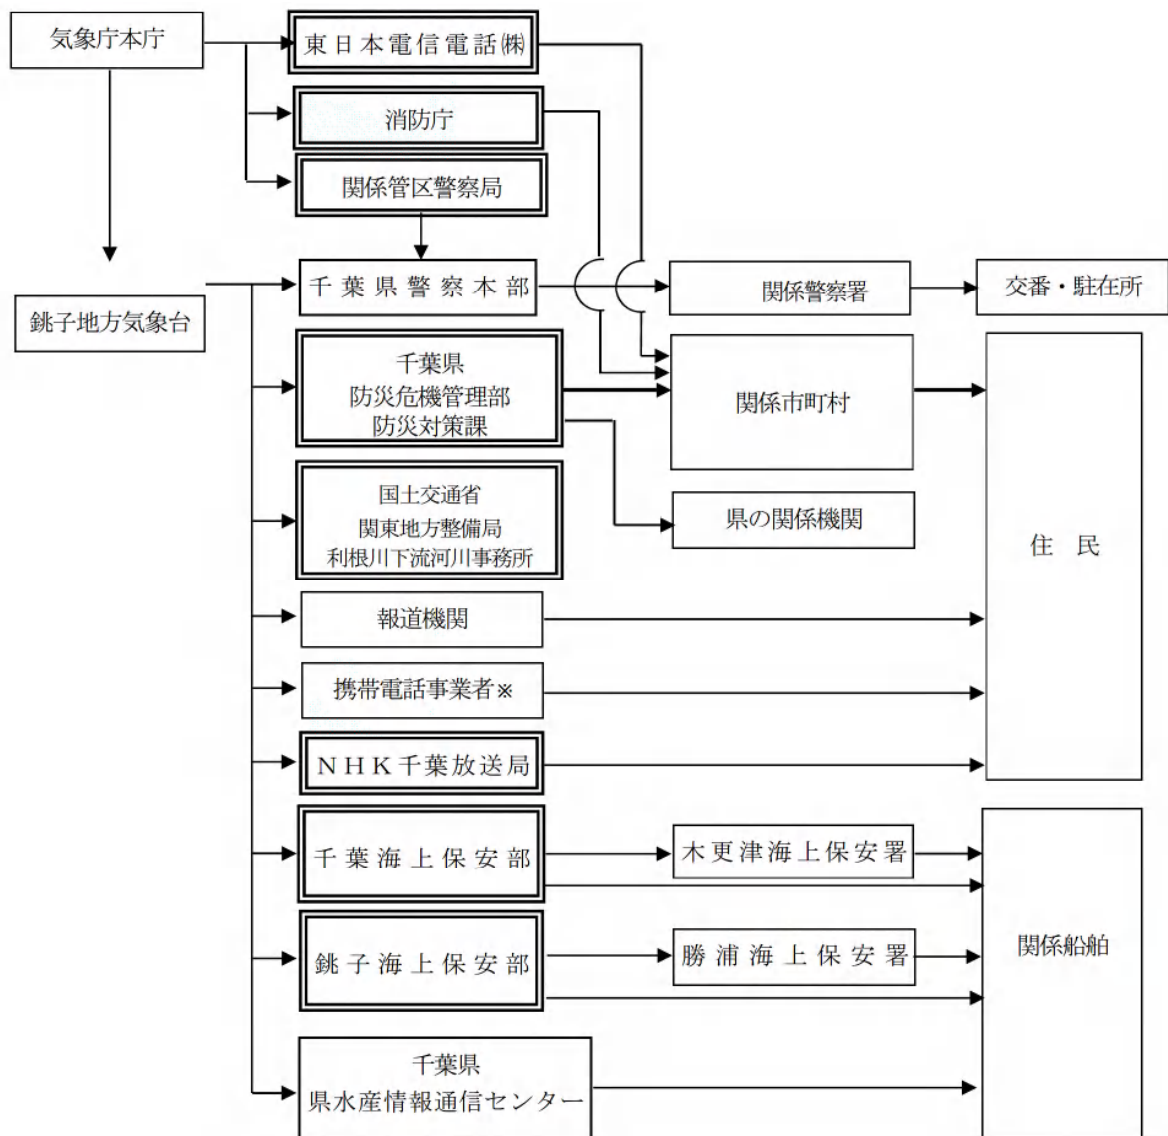 気象庁本庁
東日本電信電話㈱
消防庁
関係管区警察局
千葉県警察本部
関係警察署
交番・駐在所
銚子地方気象台
千葉県
防災危機管理部
防災対策課
関係市町村
国土交通省
関東地方整備局
利根川下流河川事務所
県の関係機関
住 民
報道機関
携帯電話事業者※
NHK千葉放送局
千葉海上保安部
木更津海上保安署
銚子海上保安部
勝浦海上保安署
関係船舶
千葉県
県水産情報通信センター